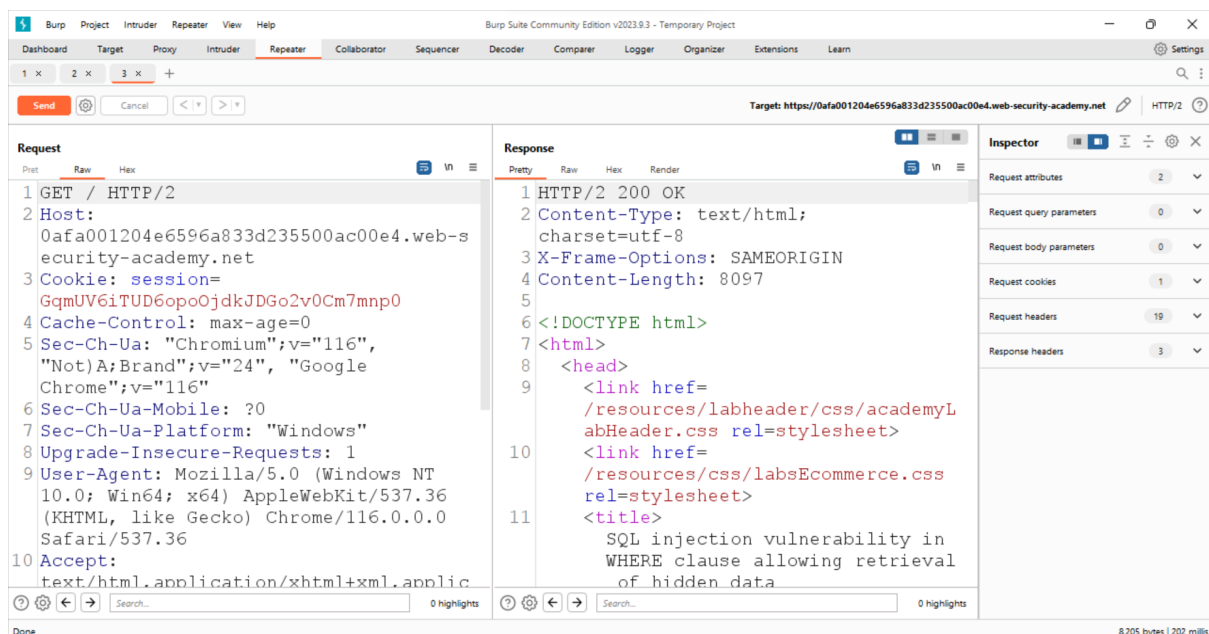 Burp Project Intruder Repeater View Help Burp Suite Community Edition v2023.9.3 - Temporary Project
Dashboard Target Proxy Intruder Repeater Collaborator Sequencer Decoder Comparer Logger Organizer Extensions Learn Settings
1 × 2 × 3 × +
Send Cancel < > Target: https://0afa001204e6596a833d235500ac00e4.web-security-academy.net HTTP/2
Request
Pret Raw Hex \n
1 GET / HTTP/2
2 Host:
0afa001204e6596a833d235500ac00e4.web-s
ecurity-academy.net
3 Cookie: session=
GqmUV6iTUD6opoOjdkJDGo2v0Cm7mnp0
4 Cache-Control: max-age=0
5 Sec-Ch-Ua: "Chromium";v="116",
"Not)A;Brand";v="24", "Google
Chrome";v="116"
6 Sec-Ch-Ua-Mobile: ?0
7 Sec-Ch-Ua-Platform: "Windows"
8 Upgrade-Insecure-Requests: 1
9 User-Agent: Mozilla/5.0 (Windows NT
10.0; Win64; x64) AppleWebKit/537.36
(KHTML, like Gecko) Chrome/116.0.0.0
Safari/537.36
10 Accept:
text/html,application/xhtml+xml,applic
Search... 0 highlights
Response
Pretty Raw Hex Render \n
1 HTTP/2 200 OK
2 Content-Type: text/html;
charset=utf-8
3 X-Frame-Options: SAMEORIGIN
4 Content-Length: 8097
5
6 <!DOCTYPE html>
7 <html>
8 <head>
9 <link href=
/resources/labheader/css/academyL
abHeader.css rel=stylesheet>
10 <link href=
/resources/css/labsEcommerce.css
rel=stylesheet>
11 <title>
SQL injection vulnerability in
WHERE clause allowing retrieval
of hidden data
Search... 0 highlights
Inspector
Request attributes 2
Request query parameters 0
Request body parameters 0
Request cookies 1
Request headers 19
Response headers 3
Done 8,205 bytes | 202 millis